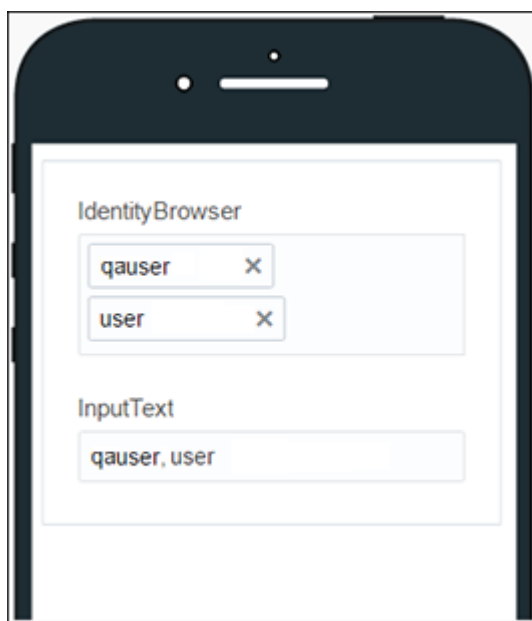 IdentityBrowser
qauser ×
user ×
InputText
qauser, user